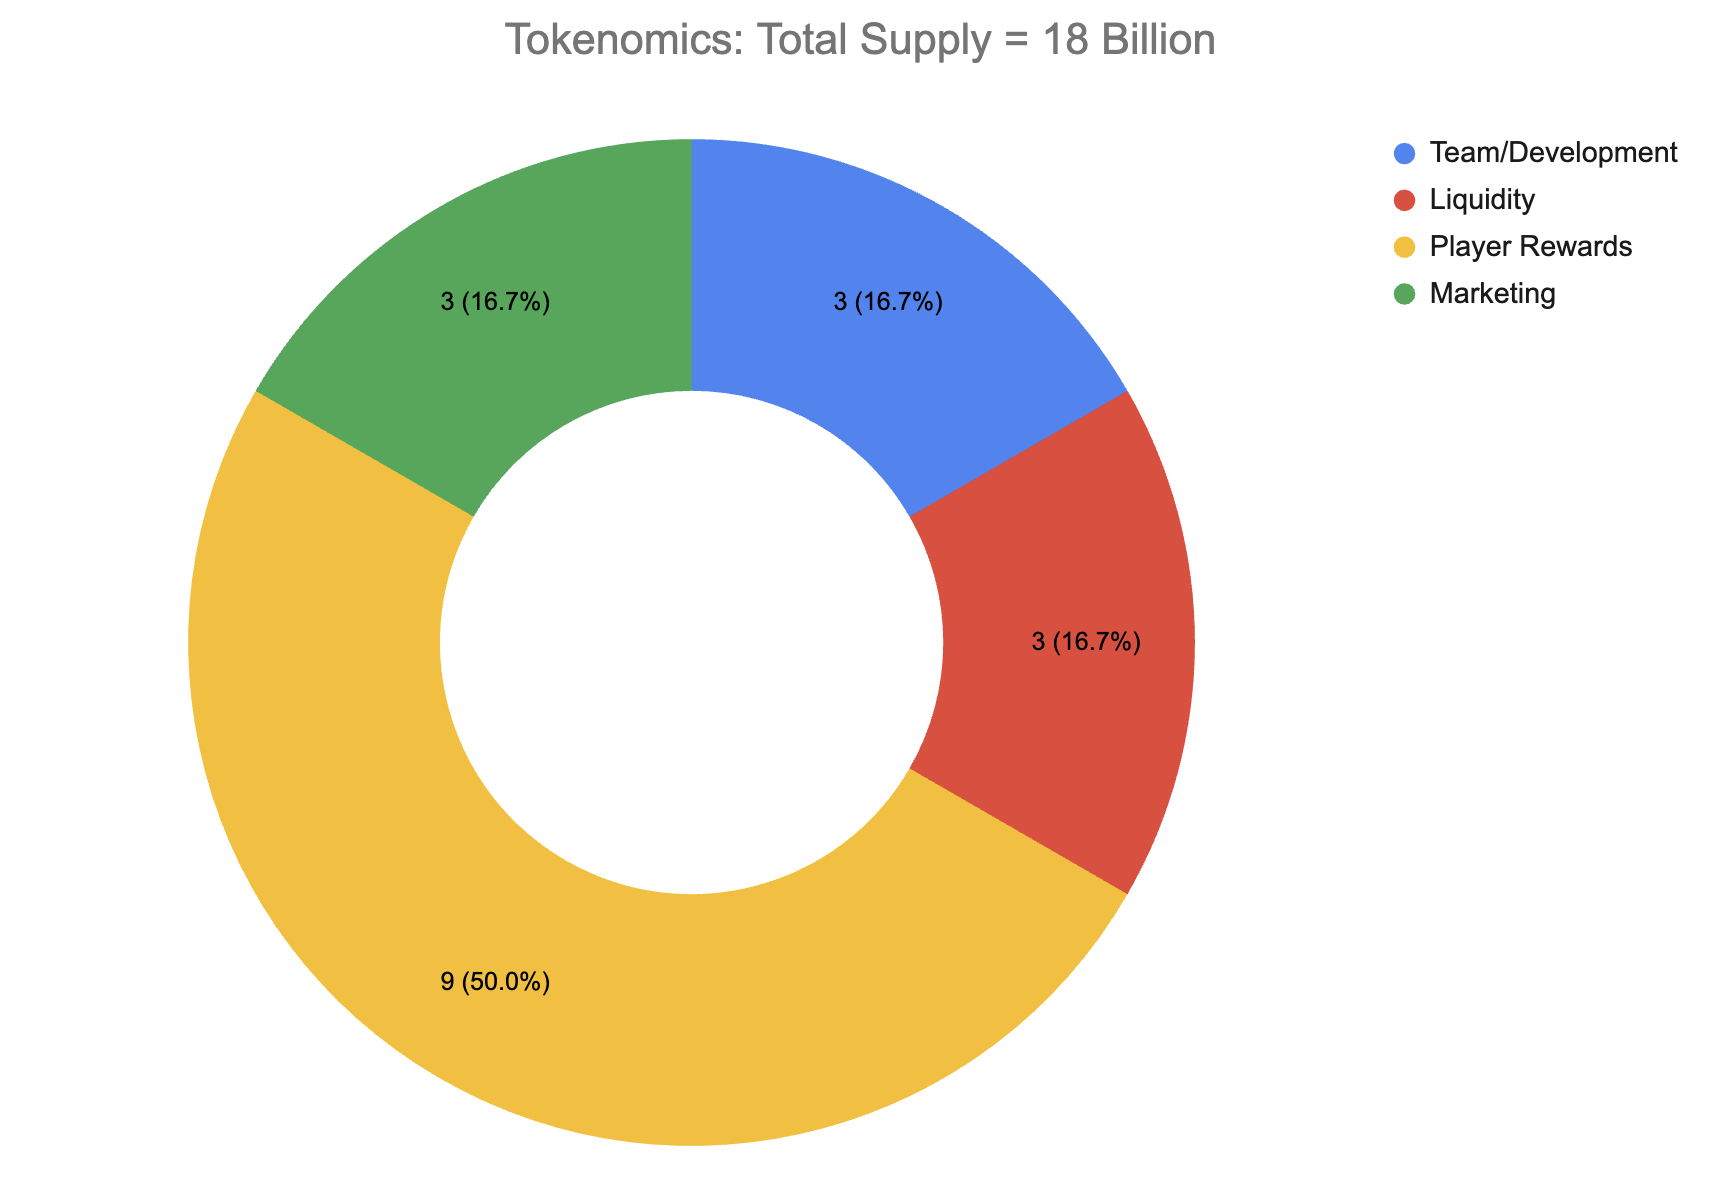 Tokenomics: Total Supply = 18 Billion
Team/Development
Liquidity
Player Rewards
Marketing
3 (16.7%)
3 (16.7%)
3 (16.7%)
9 (50.0%)